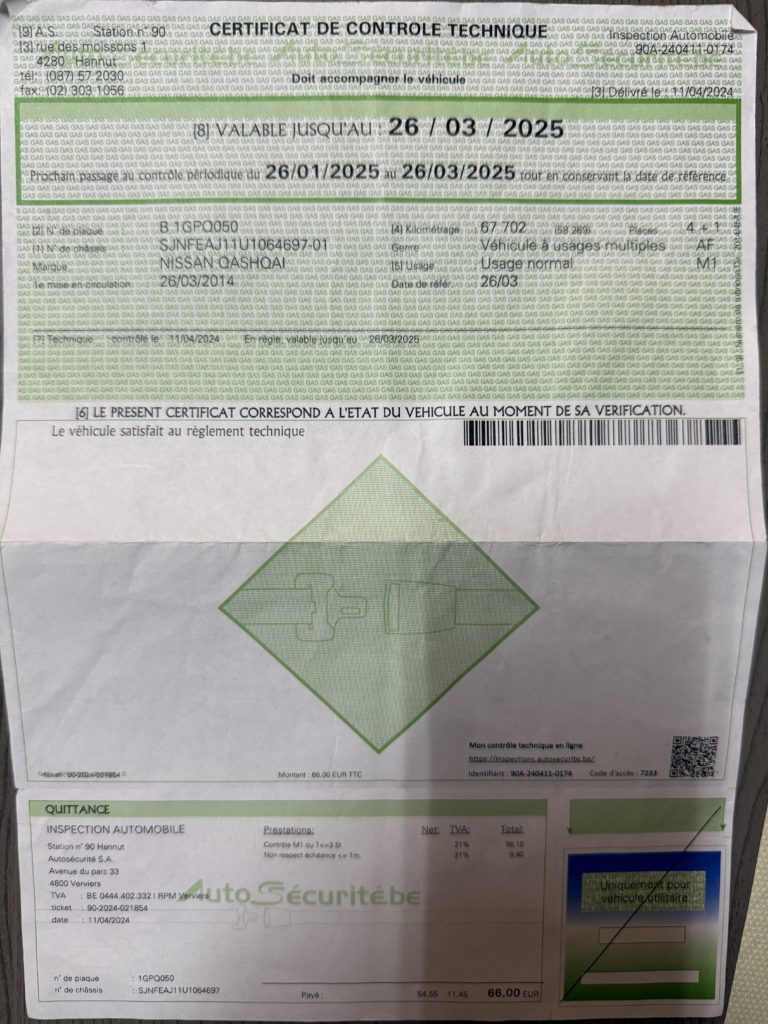 [9] A.S. Station n° 90
CERTIFICAT DE CONTROLE TECHNIQUE
Inspection Automobile
[3] rue des moissons 1
90A-240411-0174
4280 Hannut
tél: (087) 57 2030
Doit accompagner le véhicule
fax: (02) 303 1056
[3] Délivré le : 11/04/2024
[8] VALABLE JUSQU'AU : 26 / 03 / 2025
Prochain passage au contrôle périodique du 26/01/2025 au 26/03/2025 tout en conservant la date de référence
[2] N° de plaque B 1GPQ050 [4] Kilométrage 67 702 (58 269) Places 4 + 1
[1] N° de châssis SJNFEAJ11U1064697-01 Genre Véhicule à usages multiples AF
Marque NISSAN QASHQAI [5] Usage Usage normal M1
1e mise en circulation 26/03/2014 Date de référ. 26/03
[7] Technique contrôlé le 11/04/2024 En règle, valable jusqu'au 26/03/2025
[6] LE PRESENT CERTIFICAT CORRESPOND A L'ETAT DU VEHICULE AU MOMENT DE SA VERIFICATION.
Le véhicule satisfait au règlement technique
Mon contrôle technique en ligne
https://inspections.autosecurite.be/
Identifiant : 90A-240411-0174 Code d'accès : 7233
ticket : 90-2024-021854
Montant : 66,00 EUR TTC
QUITTANCE
INSPECTION AUTOMOBILE
Prestations: Net: TVA: Total:
Station n° 90 Hannut
Contrôle M1 ou T<=3.5t 21% 56,10
Autosécurité S.A.
Non respect échéance <= 1m. 21% 9,90
Avenue du parc 33
4800 Verviers
TVA : BE 0444.402.332 | RPM Verviers
AutoSécurité.be
ticket : 90-2024-021854
date : 11/04/2024
Uniquement pour
véhicule utilitaire
n° de plaque : 1GPQ050
n° de châssis : SJNFEAJ11U1064697
Payé : 54,55 11,45 66,00 EUR